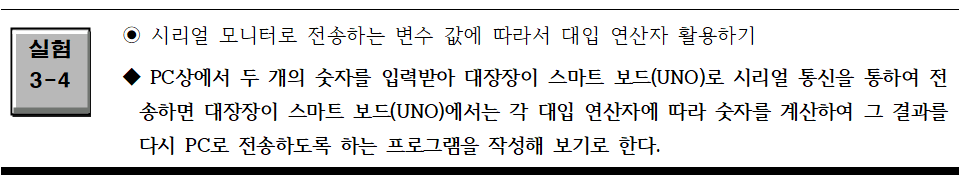 실험
3-4
◉ 시리얼 모니터로 전송하는 변수 값에 따라서 대입 연산자 활용하기
◆ PC상에서 두 개의 숫자를 입력받아 대장장이 스마트 보드(UNO)로 시리얼 통신을 통하여 전
송하면 대장장이 스마트 보드(UNO)에서는 각 대입 연산자에 따라 숫자를 계산하여 그 결과를
다시 PC로 전송하도록 하는 프로그램을 작성해 보기로 한다.